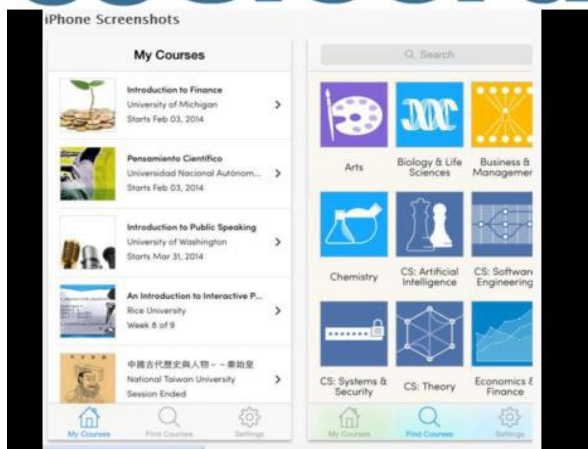 iPhone Screenshots
My Courses
Introduction to Finance
University of Michigan
Starts Feb 03, 2014
Pensamiento Científico
Universidad Nacional Autónom...
Starts Feb 03, 2014
Introduction to Public Speaking
University of Washington
Starts Mar 31, 2014
An Introduction to Interactive P...
Rice University
Week 8 of 9
中國古代歷史與人物－－秦始皇
National Taiwan University
Session Ended
My Courses
Find Courses
Settings
Search
Arts
Biology & Life
Sciences
Business &
Managemen
Chemistry
CS: Artificial
Intelligence
CS: Software
Engineering
CS: Systems &
Security
CS: Theory
Economics &
Finance
My Courses
Find Courses
Settings